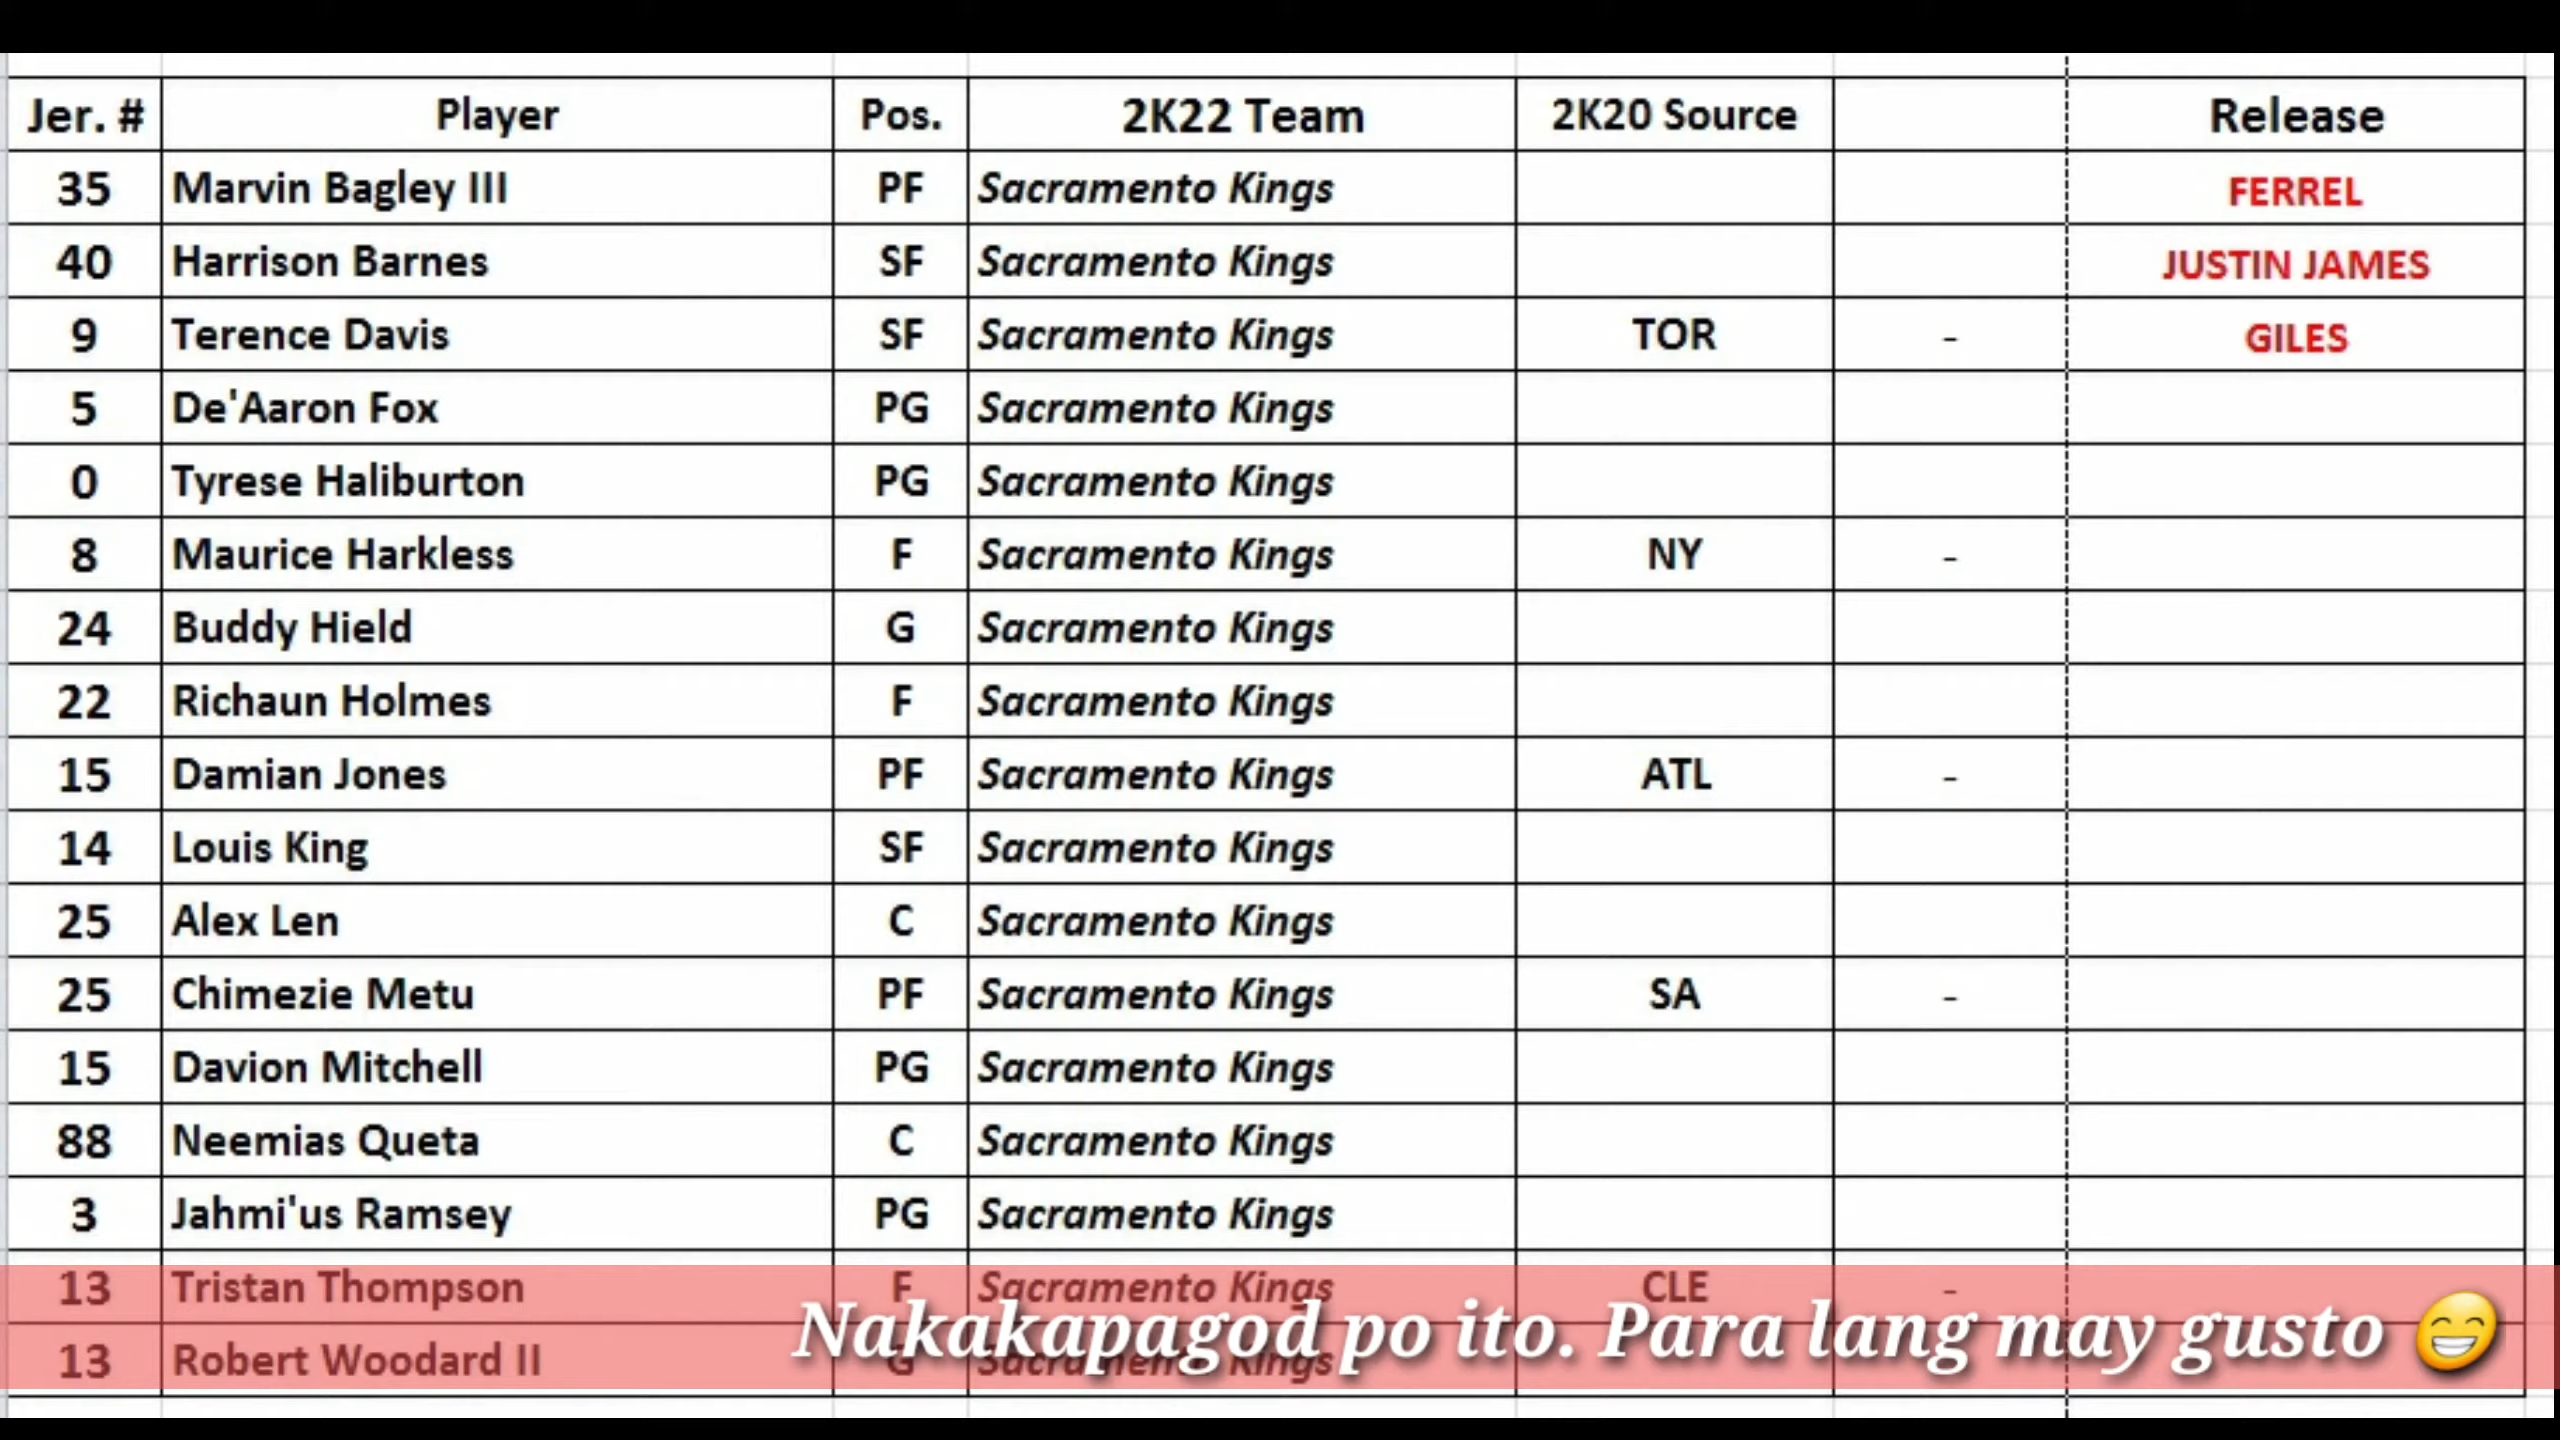 Jer. # Player Pos. 2K22 Team 2K20 Source Release
35 Marvin Bagley III PF Sacramento Kings FERREL
40 Harrison Barnes SF Sacramento Kings JUSTIN JAMES
9 Terence Davis SF Sacramento Kings TOR - GILES
5 De'Aaron Fox PG Sacramento Kings
0 Tyrese Haliburton PG Sacramento Kings
8 Maurice Harkless F Sacramento Kings NY -
24 Buddy Hield G Sacramento Kings
22 Richaun Holmes F Sacramento Kings
15 Damian Jones PF Sacramento Kings ATL -
14 Louis King SF Sacramento Kings
25 Alex Len C Sacramento Kings
25 Chimezie Metu PF Sacramento Kings SA -
15 Davion Mitchell PG Sacramento Kings
88 Neemias Queta C Sacramento Kings
3 Jahmi'us Ramsey PG Sacramento Kings
13 Tristan Thompson F Sacramento Kings CLE -
Nakakapagod po ito. Para lang may gusto 😁
13 Robert Woodard II G Sacramento Kings